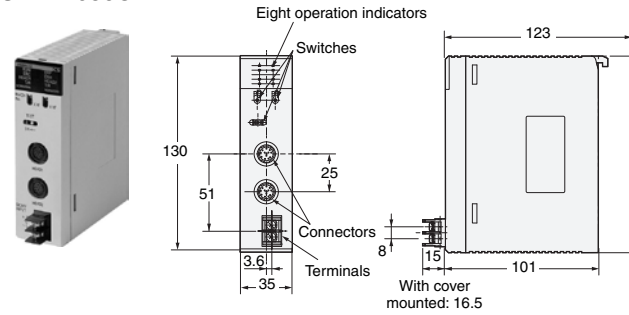 Eight operation indicators
Switches
123
130
51
25
Connectors
3.6
Terminals
35
8
15
101
With cover
mounted: 16.5